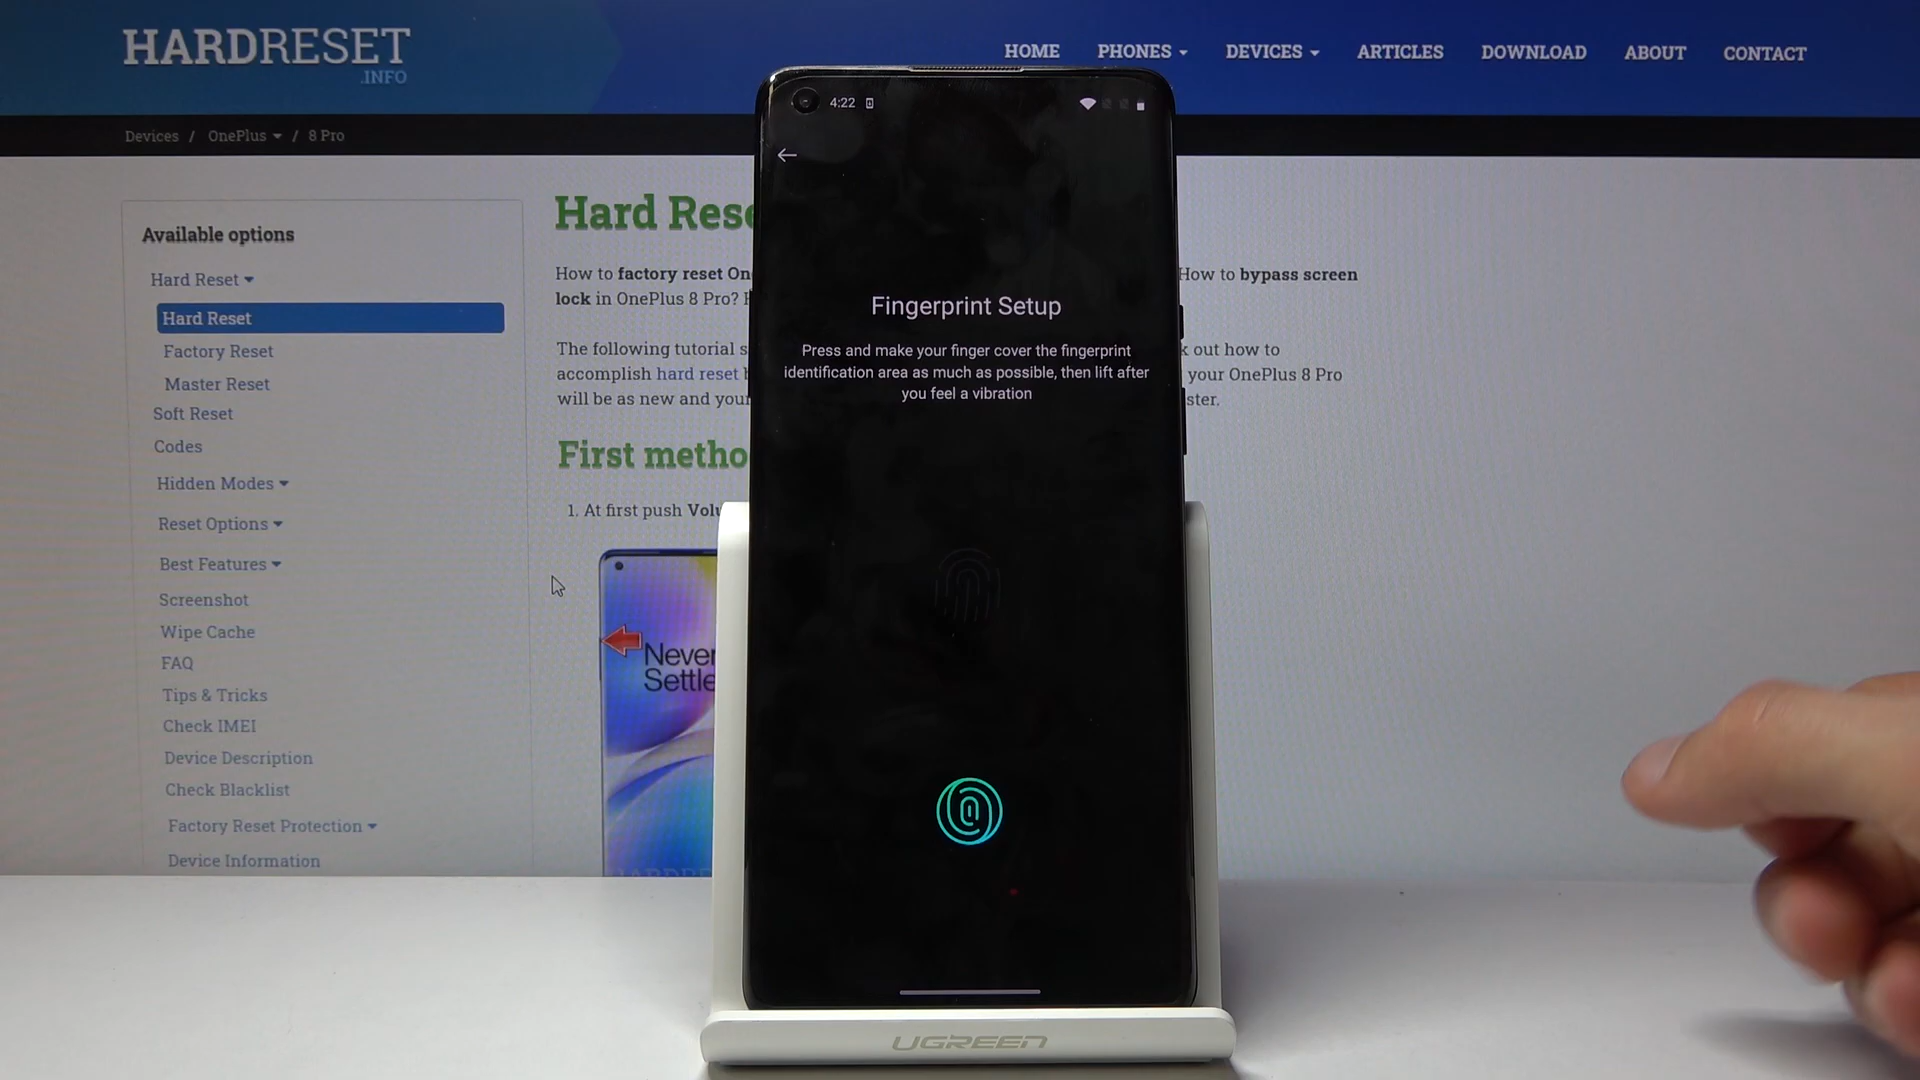 HARDRESET
.INFO
HOME PHONES DEVICES ARTICLES DOWNLOAD ABOUT CONTACT
Devices / OnePlus / 8 Pro
Available options
Hard Reset
Hard Reset
Factory Reset
Master Reset
Soft Reset
Codes
Hidden Modes
Reset Options
Best Features
Screenshot
Wipe Cache
FAQ
Tips & Tricks
Check IMEI
Device Description
Check Blacklist
Factory Reset Protection
Device Information
Hard Rese
How to factory reset On How to bypass screen
lock in OnePlus 8 Pro?
The following tutorial s k out how to
accomplish hard reset your OnePlus 8 Pro
will be as new and your ster.
First metho
1. At first push Volu
Never
Settle
4:22
Fingerprint Setup
Press and make your finger cover the fingerprint
identification area as much as possible, then lift after
you feel a vibration
UGREEN